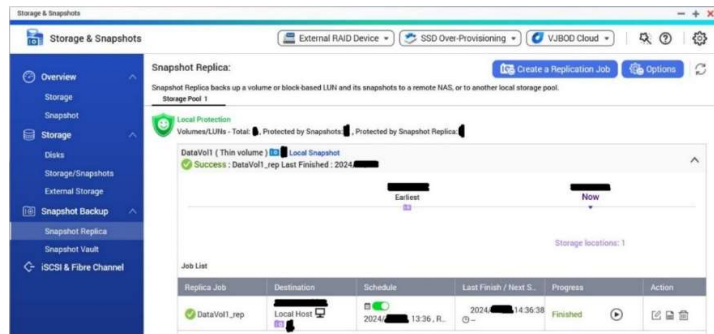 Storage & Snapshots
Storage & Snapshots
External RAID Device
SSD Over-Provisioning
VJBOD Cloud
Overview
Storage
Snapshot
Storage
Disks
Storage/Snapshots
External Storage
Snapshot Backup
Snapshot Replica
Snapshot Vault
iSCSI & Fibre Channel
Snapshot Replica:
Create a Replication Job
Options
Snapshot Replica backs up a volume or block-based LUN and its snapshots to a remote NAS, or to another local storage pool.
Storage Pool 1
Local Protection
Volumes/LUNs - Total: , Protected by Snapshots: , Protected by Snapshot Replica:
DataVol1 ( Thin volume ) Local Snapshot
Success : DataVol1_rep Last Finished : 2024/
Earliest
Now
Storage locations: 1
Job List
Replica Job Destination Schedule Last Finish / Next S... Progress Action
DataVol1_rep
Local Host
2024/ 13:36 , R...
2024/ 14:36:38
--
Finished